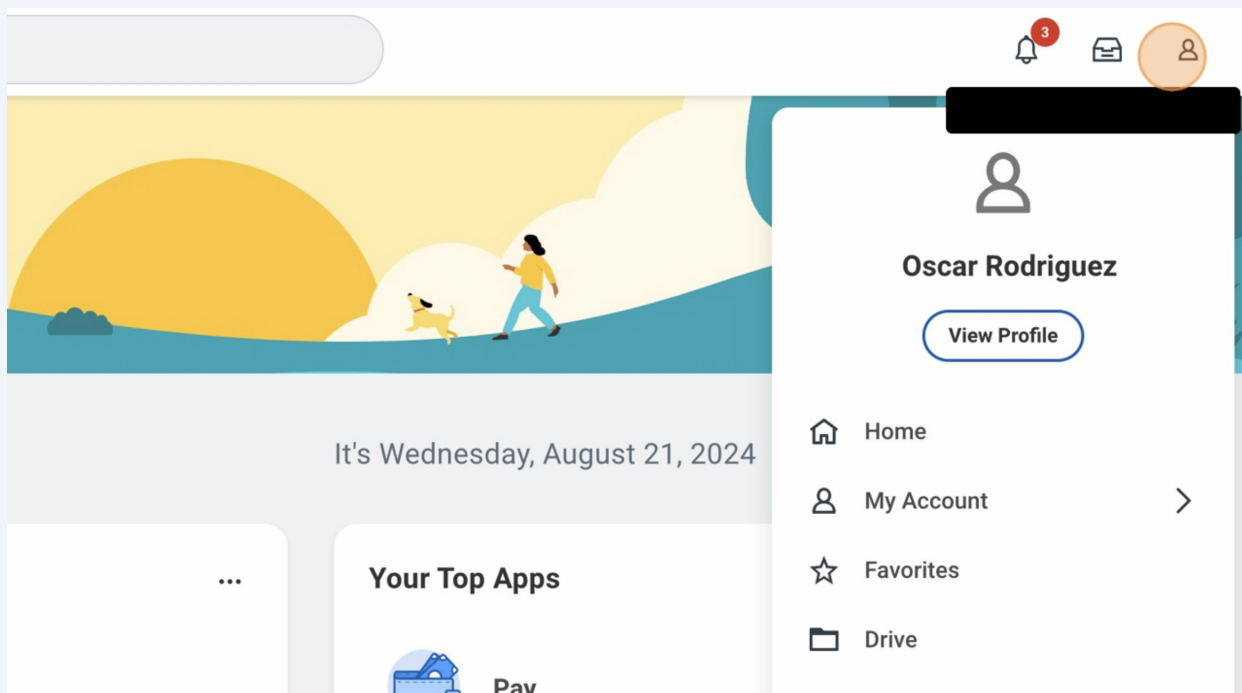 3
Oscar Rodriguez
View Profile
It's Wednesday, August 21, 2024
Home
My Account
Favorites
Drive
...
Your Top Apps
Pay